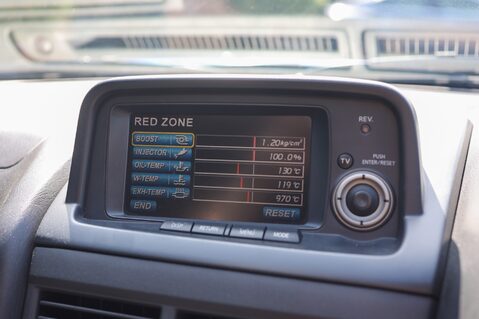 RED ZONE
BOOST 1.20kg/cm²
INJECTOR 100.0%
OIL-TEMP 130℃
W-TEMP 119℃
EXH-TEMP 970℃
END RESET
REV.
TV
PUSH
ENTER/RESET
DISP. RETURN MENU MODE